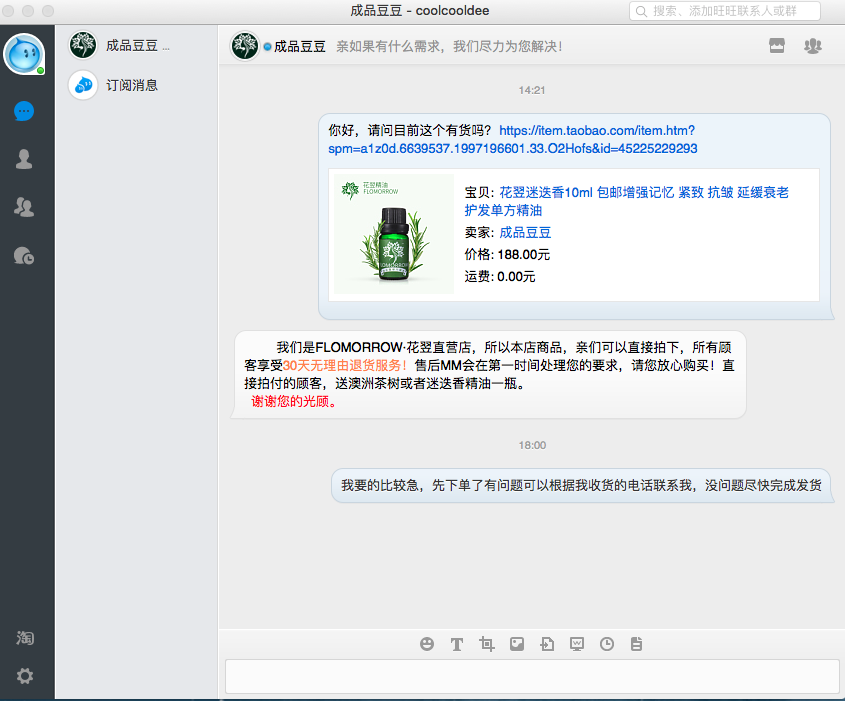 成品豆豆 - coolcooldee
搜索、添加旺旺联系人或群
成品豆豆 ...
订阅消息
成品豆豆 亲如果有什么需求，我们尽力为您解决！
14:21
你好，请问目前这个有货吗？ https://item.taobao.com/item.htm?
spm=a1z0d.6639537.1997196601.33.O2Hofs&id=45225229293
花翌精油
FLOMORROW
FLOMORROW
宝贝: 花翌迷迭香10ml 包邮增强记忆 紧致 抗皱 延缓衰老
护发单方精油
卖家: 成品豆豆
价格: 188.00元
运费: 0.00元
我们是FLOMORROW·花翌直营店，所以本店商品，亲们可以直接拍下，所有顾
客享受30天无理由退货服务！售后MM会在第一时间处理您的要求，请您放心购买！直
接拍付的顾客，送澳洲茶树或者迷迭香精油一瓶。
谢谢您的光顾。
18:00
我要的比较急，先下单了有问题可以根据我收货的电话联系我，没问题尽快完成发货
淘